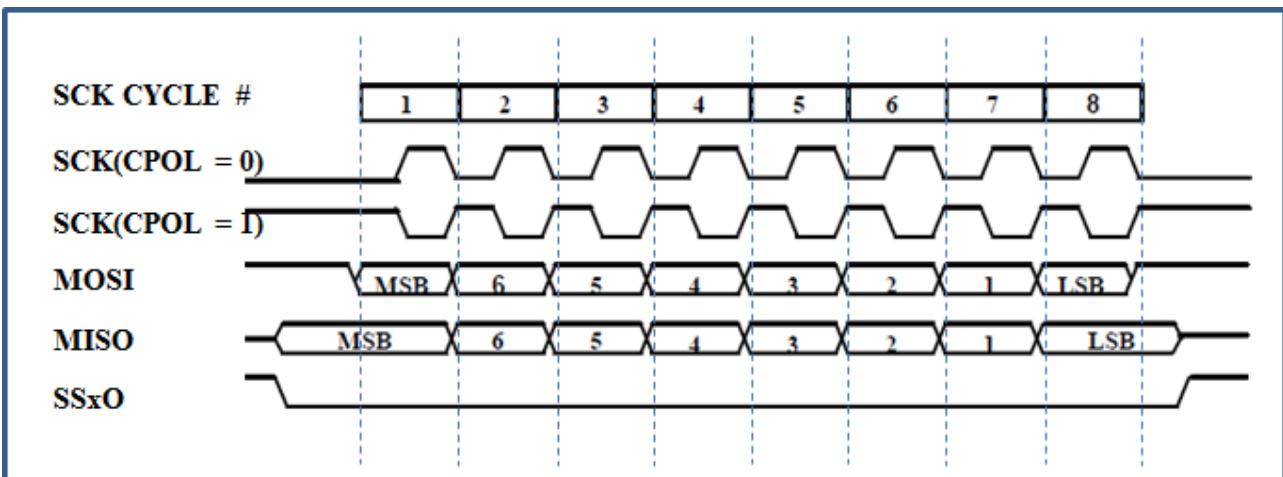 SCK CYCLE # 1 2 3 4 5 6 7 8
SCK(CPOL = 0)
SCK(CPOL = 1)
MOSI MSB 6 5 4 3 2 1 LSB
MISO MSB 6 5 4 3 2 1 LSB
SSxO